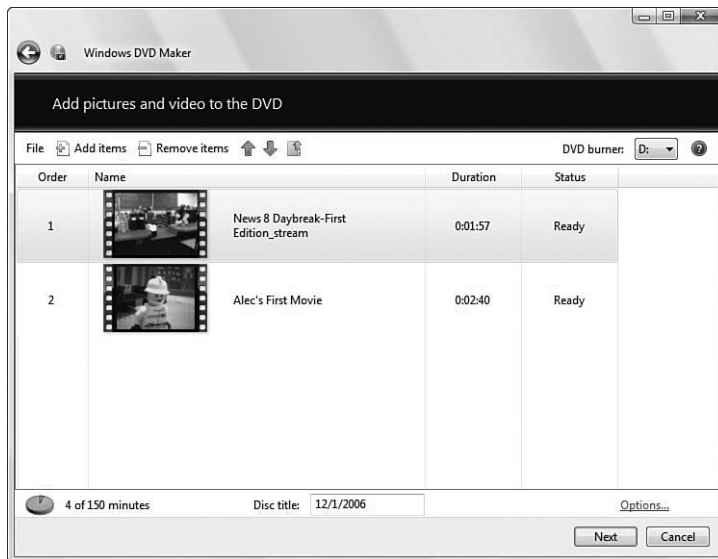 Windows DVD Maker
Add pictures and video to the DVD
File Add items Remove items DVD burner: D:
Order Name Duration Status
1 News 8 Daybreak-First Edition_stream 0:01:57 Ready
2 Alec's First Movie 0:02:40 Ready
4 of 150 minutes Disc title: 12/1/2006 Options...
Next Cancel